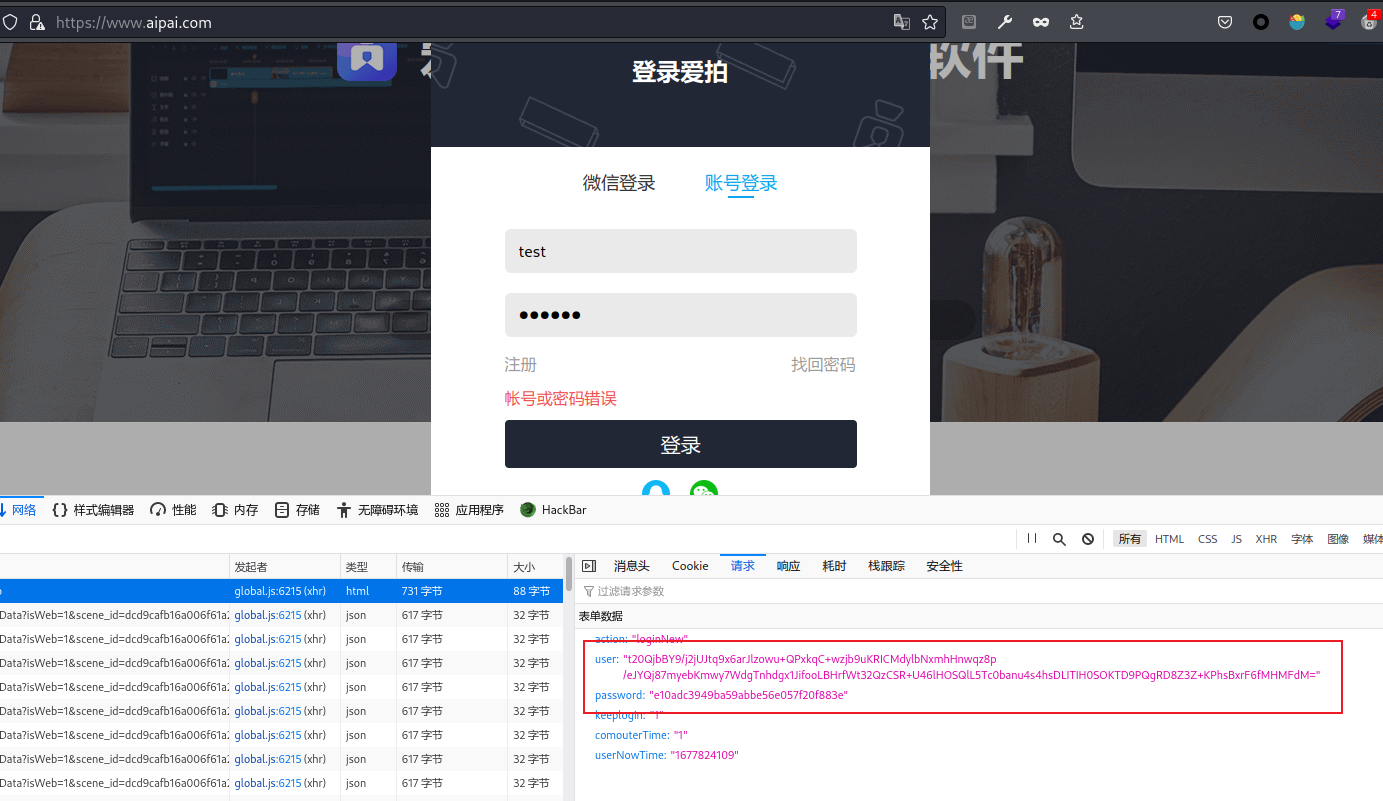 https://www.aipai.com
7
4
软件
登录爱拍
微信登录 账号登录
test
●●●●●●
注册 找回密码
帐号或密码错误
登录
网络 样式编辑器 性能 内存 存储 无障碍环境 应用程序 HackBar
所有 HTML CSS JS XHR 字体 图像 媒体
发起者 类型 传输 大小
消息头 Cookie 请求 响应 耗时 栈跟踪 安全性
global.js:6215 (xhr) html 731 字节 88 字节
过滤请求参数
Data?isWeb=1&scene_id=dcd9cafb16a006f61a2 global.js:6215 (xhr) json 617 字节 32 字节
Data?isWeb=1&scene_id=dcd9cafb16a006f61a2 global.js:6215 (xhr) json 617 字节 32 字节
Data?isWeb=1&scene_id=dcd9cafb16a006f61a2 global.js:6215 (xhr) json 617 字节 32 字节
Data?isWeb=1&scene_id=dcd9cafb16a006f61a2 global.js:6215 (xhr) json 617 字节 32 字节
Data?isWeb=1&scene_id=dcd9cafb16a006f61a2 global.js:6215 (xhr) json 617 字节 32 字节
Data?isWeb=1&scene_id=dcd9cafb16a006f61a2 global.js:6215 (xhr) json 617 字节 32 字节
Data?isWeb=1&scene_id=dcd9cafb16a006f61a2 global.js:6215 (xhr) json 617 字节 32 字节
Data?isWeb=1&scene_id=dcd9cafb16a006f61a2 global.js:6215 (xhr) json 617 字节 32 字节
表单数据
action: "loginNew"
user: "t20QjbBY9/j2jUJtq9x6arJlzowu+QPxkqC+wzjb9uKRICMdylbNxmhHnwqz8p
/eJYQj87myebKmwy7WdgTnhdgx1JifooLBHrfWt32QzCSR+U46lHOSQlL5Tc0banu4s4hsDLITIH0SOKTD9PQgRD8Z3Z+KPhsBxrF6fMHMFdM="
password: "e10adc3949ba59abbe56e057f20f883e"
keeplogin: "1"
comouterTime: "1"
userNowTime: "1677824109"